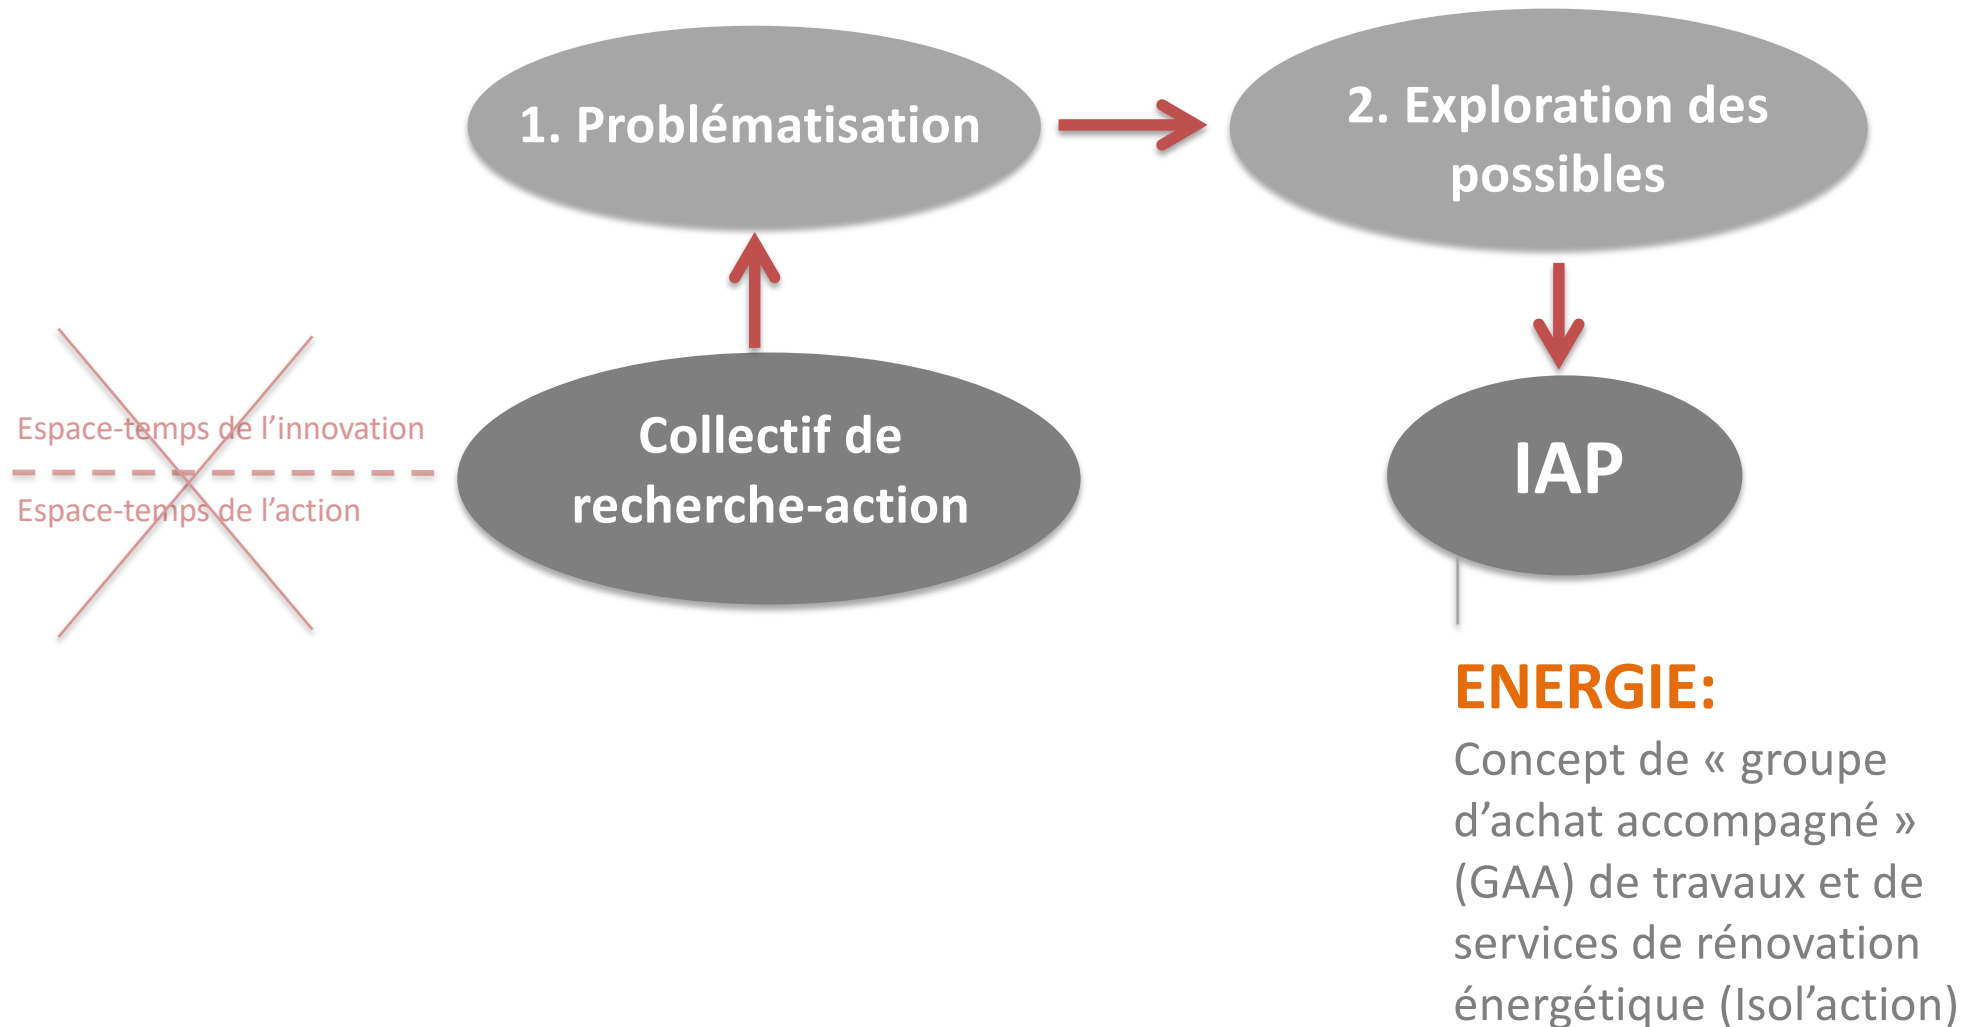 1. Problématisation
2. Exploration des
possibles
Espace-temps de l’innovation
Espace-temps de l’action
Collectif de
recherche-action
IAP
ENERGIE:
Concept de « groupe
d’achat accompagné »
(GAA) de travaux et de
services de rénovation
énergétique (Isol’action)